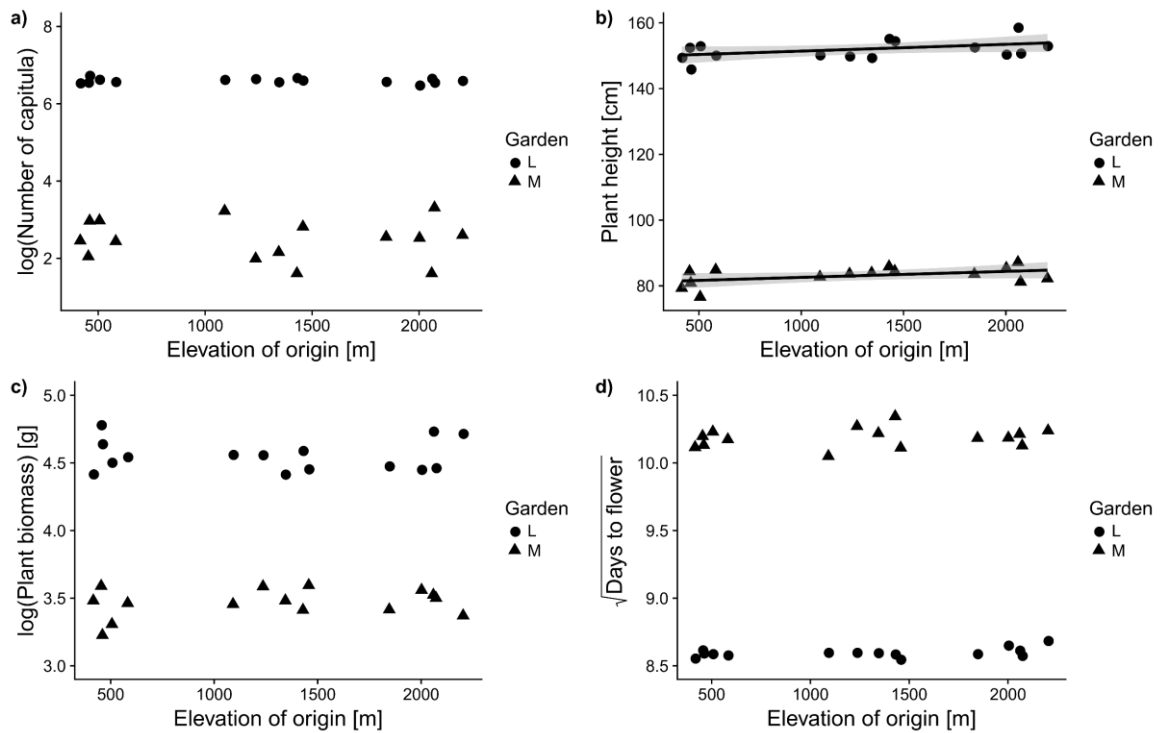 a)
8
6
4
2
log(Number of capitula)
500 1000 1500 2000
Elevation of origin [m]
Garden
L
M
b)
160
140
120
100
80
Plant height [cm]
500 1000 1500 2000
Elevation of origin [m]
Garden
L
M
c)
5.0
4.5
4.0
3.5
3.0
log(Plant biomass) [g]
500 1000 1500 2000
Elevation of origin [m]
Garden
L
M
d)
10.5
10.0
9.5
9.0
8.5
√Days to flower
500 1000 1500 2000
Elevation of origin [m]
Garden
L
M